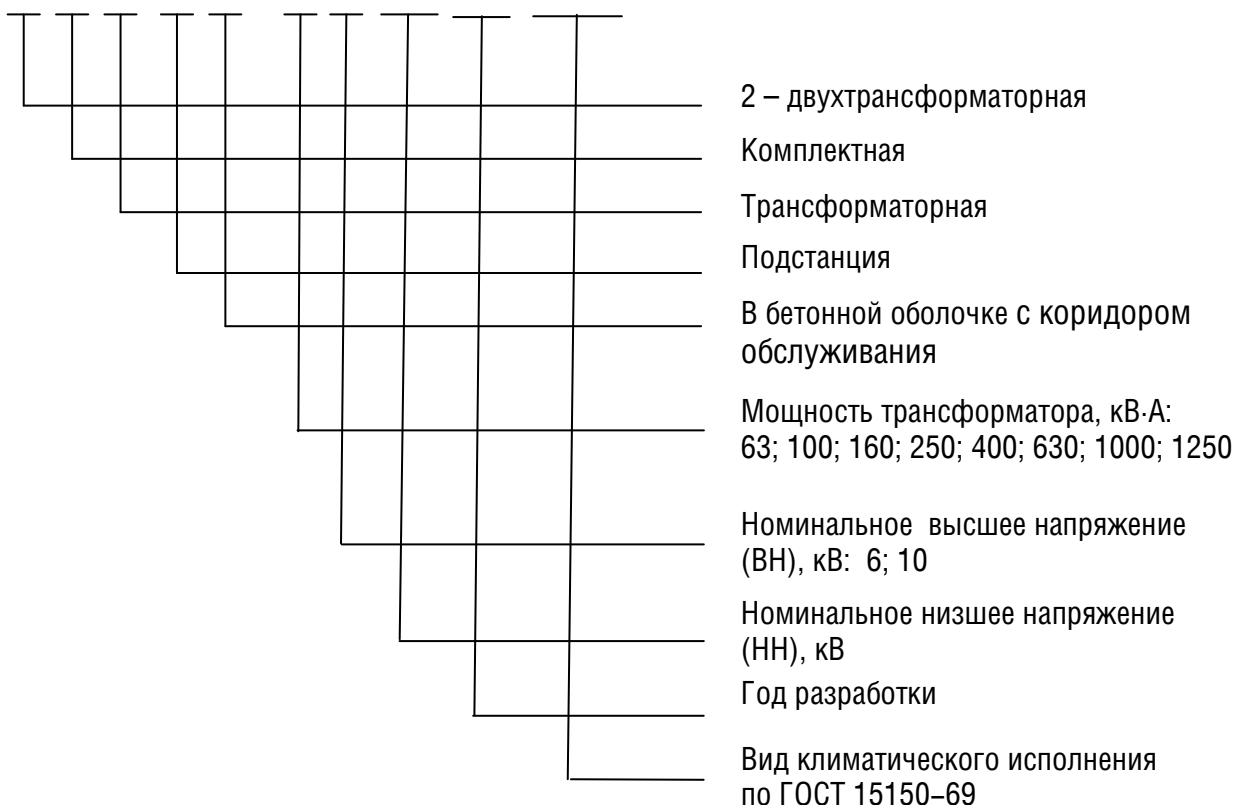 2 – двухтрансформаторная
Комплектная
Трансформаторная
Подстанция
В бетонной оболочке с коридором
обслуживания
Мощность трансформатора, кВ·А:
63; 100; 160; 250; 400; 630; 1000; 1250
Номинальное высшее напряжение
(ВН), кВ: 6; 10
Номинальное низшее напряжение
(НН), кВ
Год разработки
Вид климатического исполнения
по ГОСТ 15150–69